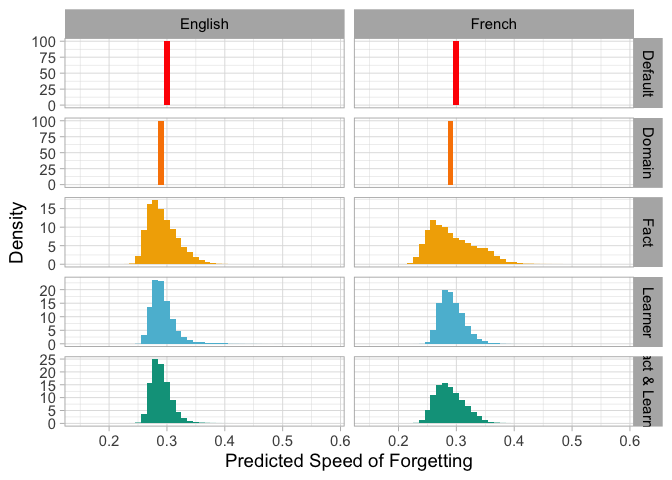 English French
100
75
50
25
0
Default
100
75
50
25
0
Domain
15
10
5
0
Fact
20
15
10
5
0
Learner
25
20
15
10
5
0
act & Learn
Density
0.2 0.3 0.4 0.5 0.6 0.2 0.3 0.4 0.5 0.6
Predicted Speed of Forgetting